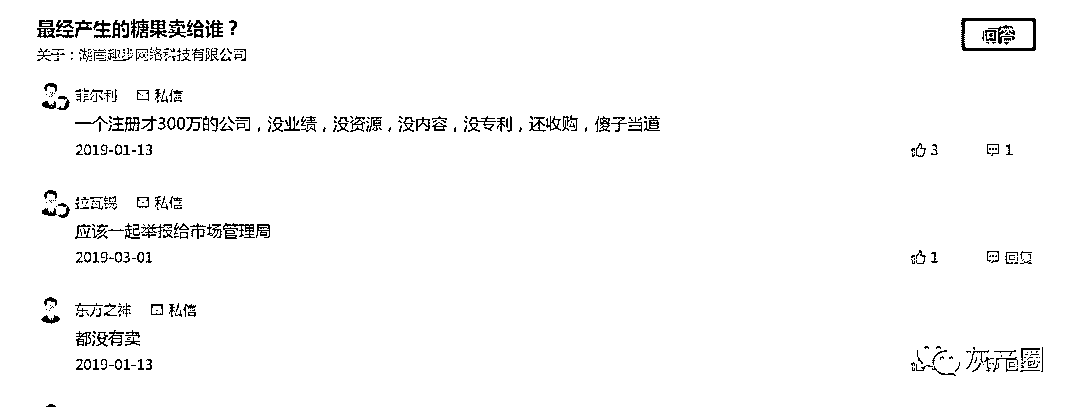 最经产生的糖果卖给谁？
回答
关于：湖南趣步网络科技有限公司
菲尔利 私信
一个注册才300万的公司，没业绩，没资源，没内容，没专利，还收购，傻子当道
2019-01-13 3 1
拉瓦锡 私信
应该一起举报给市场管理局
2019-03-01 1 回复
东方之神 私信
都没有卖
2019-01-13
灰产圈